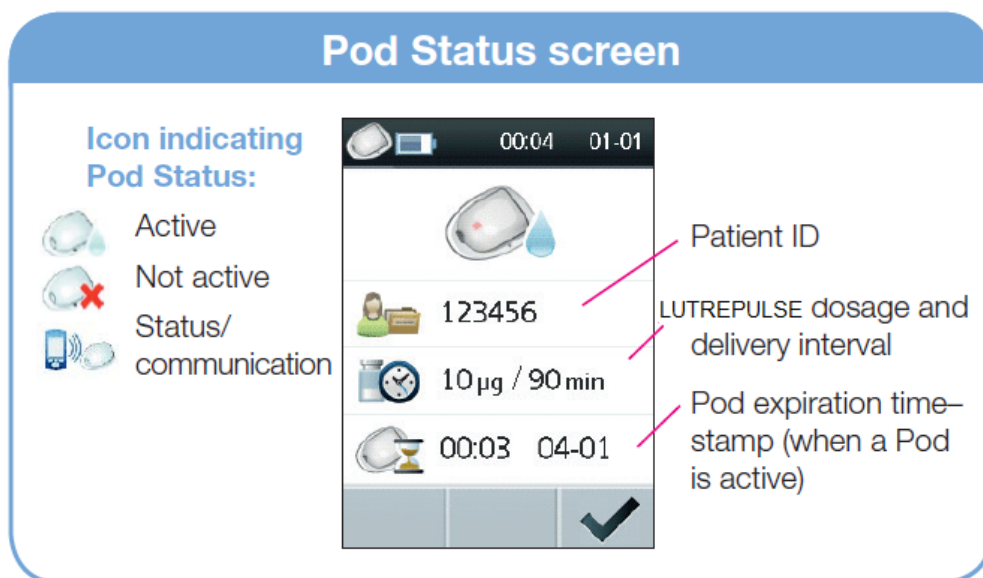 Pod Status screen
Icon indicating
Pod Status:
Active
Not active
Status/
communication
00:04 01-01
123456
10 µg / 90 min
00:03 04-01
Patient ID
LUTREPULSE dosage and
delivery interval
Pod expiration time–
stamp (when a Pod
is active)